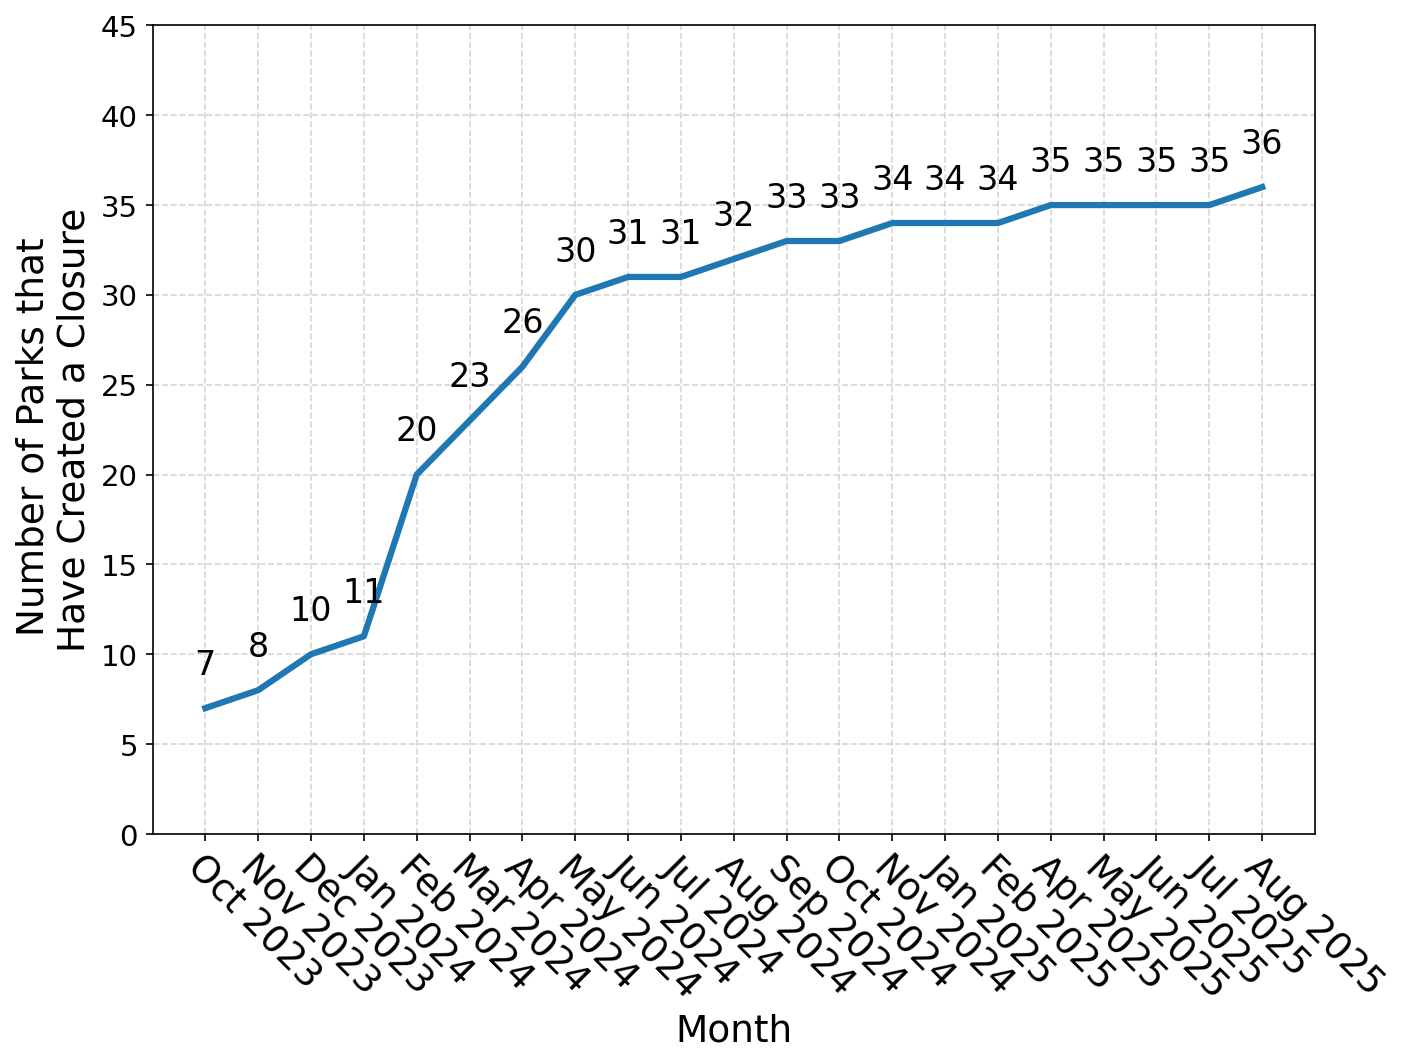 Number of Parks that
Have Created a Closure
45
40
35
30
25
20
15
10
5
0
7
8
10
11
20
23
26
30
31
31
32
33
33
34
34
34
35
35
35
35
36
Oct 2023
Nov 2023
Dec 2023
Jan 2024
Feb 2024
Mar 2024
Apr 2024
May 2024
Jun 2024
Jul 2024
Aug 2024
Sep 2024
Oct 2024
Nov 2024
Jan 2025
Feb 2025
Apr 2025
May 2025
Jun 2025
Jul 2025
Aug 2025
Month